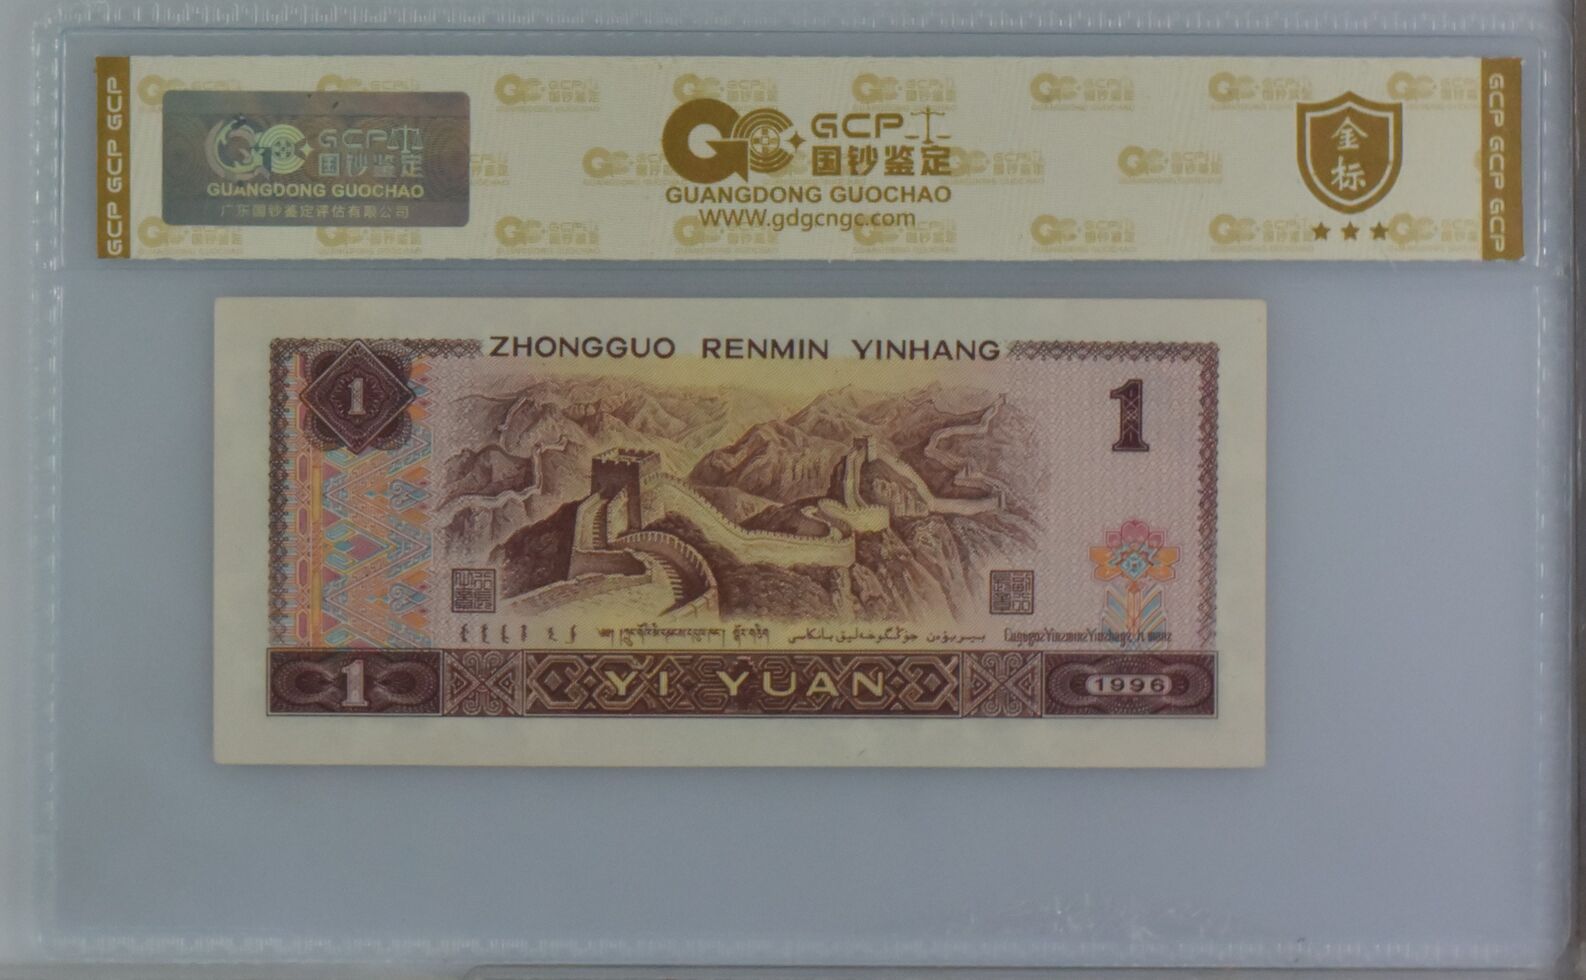 GCP GCP GCP
GCP
国钞鉴定
GUANGDONG GUOCHAO
广东国钞鉴定评估有限公司
GCP
国钞鉴定
GUANGDONG GUOCHAO
WWW.gdgcngc.com
金标
GCP GCP GCP
ZHONGGUO RENMIN YINHANG
1
1
1
YI YUAN
1996